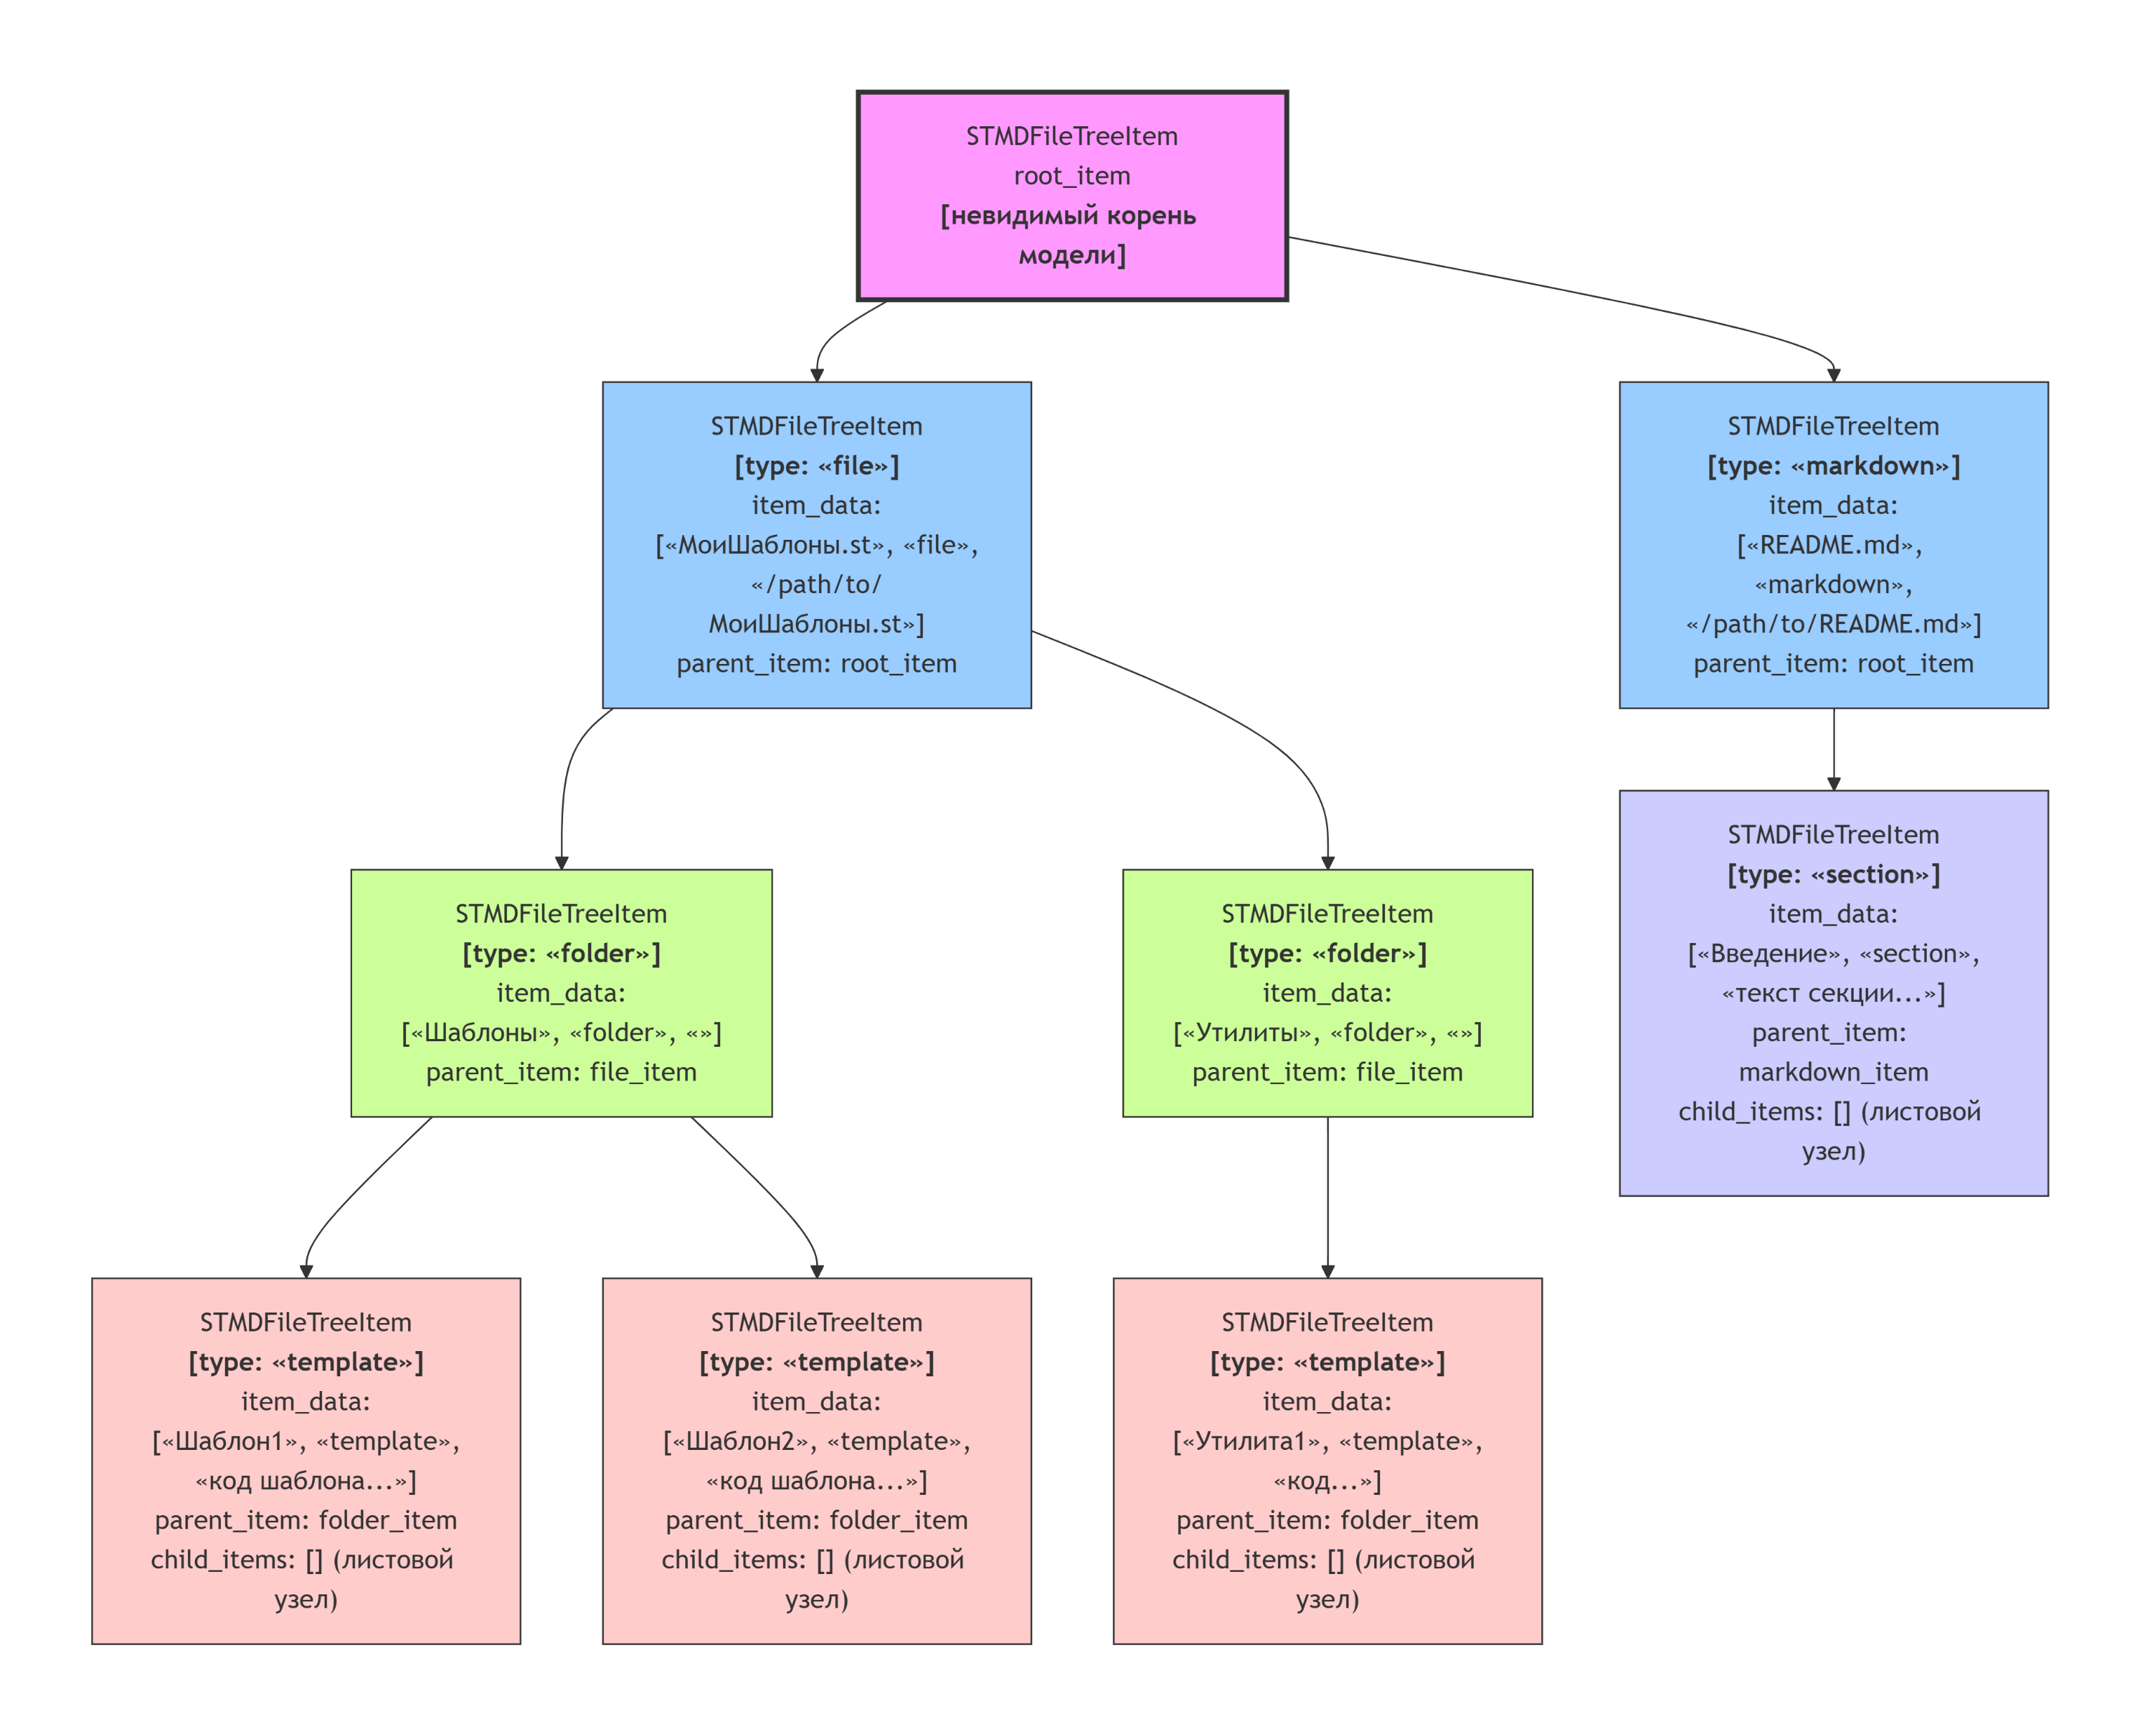 STMDFileTreeItem
root_item
[невидимый корень
модели]
STMDFileTreeItem
[type: «file»]
item_data:
[«МоиШаблоны.st», «file»,
«/path/to/
МоиШаблоны.st»]
parent_item: root_item
STMDFileTreeItem
[type: «markdown»]
item_data:
[«README.md»,
«markdown»,
«/path/to/README.md»]
parent_item: root_item
STMDFileTreeItem
[type: «folder»]
item_data:
[«Шаблоны», «folder», «»]
parent_item: file_item
STMDFileTreeItem
[type: «folder»]
item_data:
[«Утилиты», «folder», «»]
parent_item: file_item
STMDFileTreeItem
[type: «section»]
item_data:
[«Введение», «section»,
«текст секции...»]
parent_item:
markdown_item
child_items: [] (листовой
узел)
STMDFileTreeItem
[type: «template»]
item_data:
[«Шаблон1», «template»,
«код шаблона...»]
parent_item: folder_item
child_items: [] (листовой
узел)
STMDFileTreeItem
[type: «template»]
item_data:
[«Шаблон2», «template»,
«код шаблона...»]
parent_item: folder_item
child_items: [] (листовой
узел)
STMDFileTreeItem
[type: «template»]
item_data:
[«Утилита1», «template»,
«код...»]
parent_item: folder_item
child_items: [] (листовой
узел)